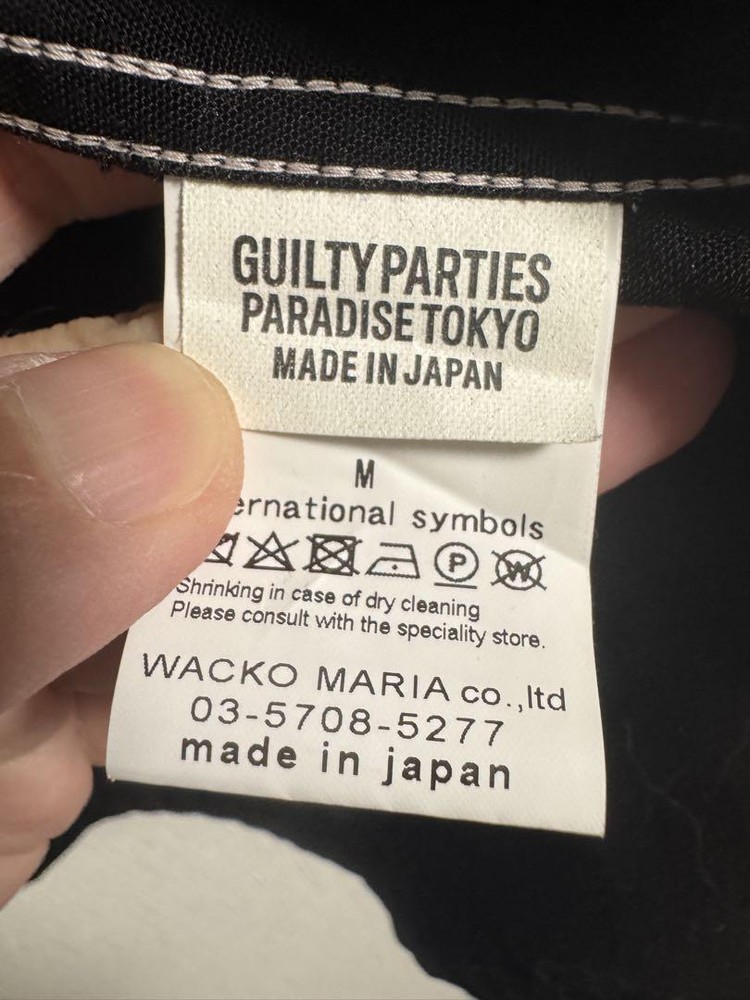 GUILTY PARTIES
PARADISE TOKYO
MADE IN JAPAN
M
ernational symbols
P W
Shrinking in case of dry cleaning
Please consult with the speciality store.
WACKO MARIA co.,ltd
03-5708-5277
made in japan